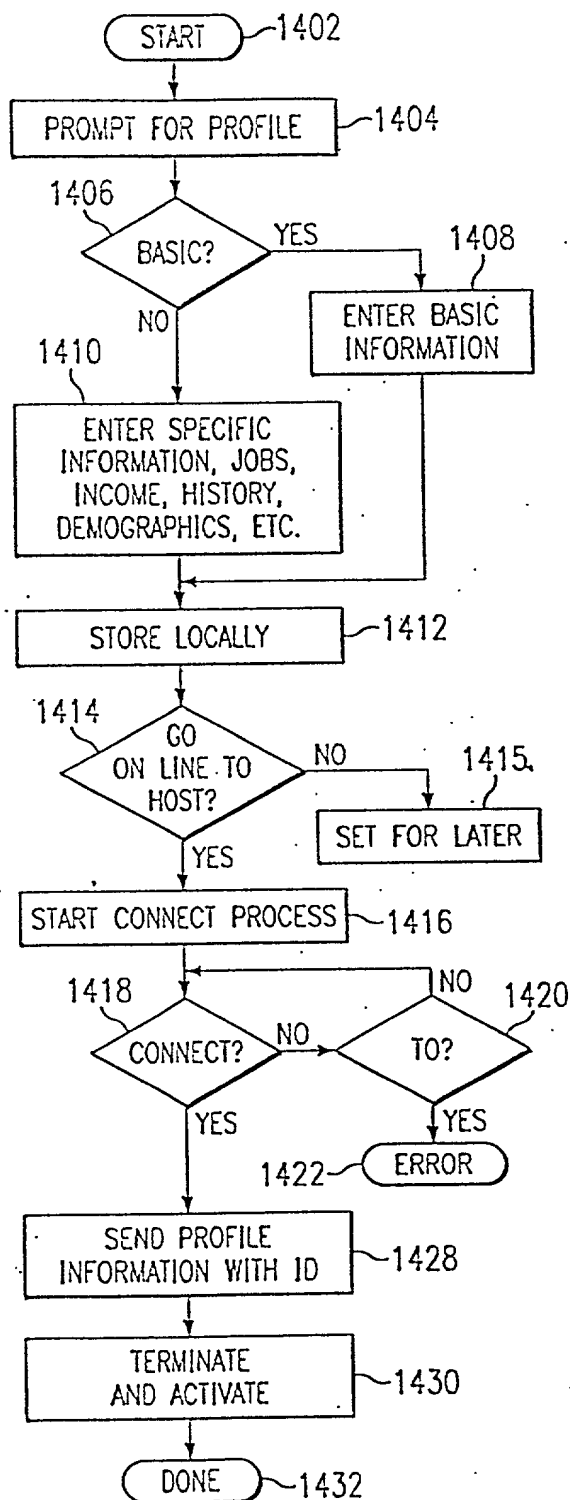 START
1402
PROMPT FOR PROFILE
1404
1406
BASIC?
YES
NO
1408
ENTER BASIC
INFORMATION
1410
ENTER SPECIFIC
INFORMATION, JOBS,
INCOME, HISTORY,
DEMOGRAPHICS, ETC.
STORE LOCALLY
1412
1414
GO
ON LINE TO
HOST?
NO
YES
1415
SET FOR LATER
START CONNECT PROCESS
1416
1418
CONNECT?
NO
YES
NO
1420
TO?
YES
1422
ERROR
SEND PROFILE
INFORMATION WITH ID
1428
TERMINATE
AND ACTIVATE
1430
DONE
1432